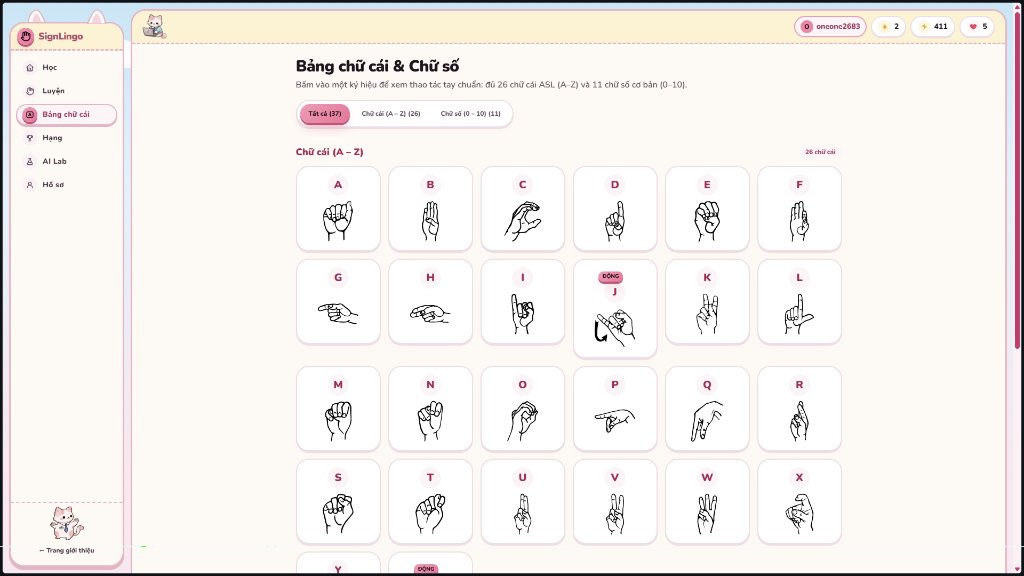 SignLingo
Học
Luyện
Bảng chữ cái
Hạng
AI Lab
Hồ sơ
← Trang giới thiệu
O oneone2683
2
411
5
Bảng chữ cái & Chữ số
Bấm vào một ký hiệu để xem thao tác tay chuẩn: đủ 26 chữ cái ASL (A–Z) và 11 chữ số cơ bản (0–10).
Tất cả (37)
Chữ cái (A – Z) (26)
Chữ số (0 – 10) (11)
Chữ cái (A – Z)
26 chữ cái
A
B
C
D
E
F
G
H
I
ĐỘNG
J
K
L
M
N
O
P
Q
R
S
T
U
V
W
X
Y
ĐỘNG